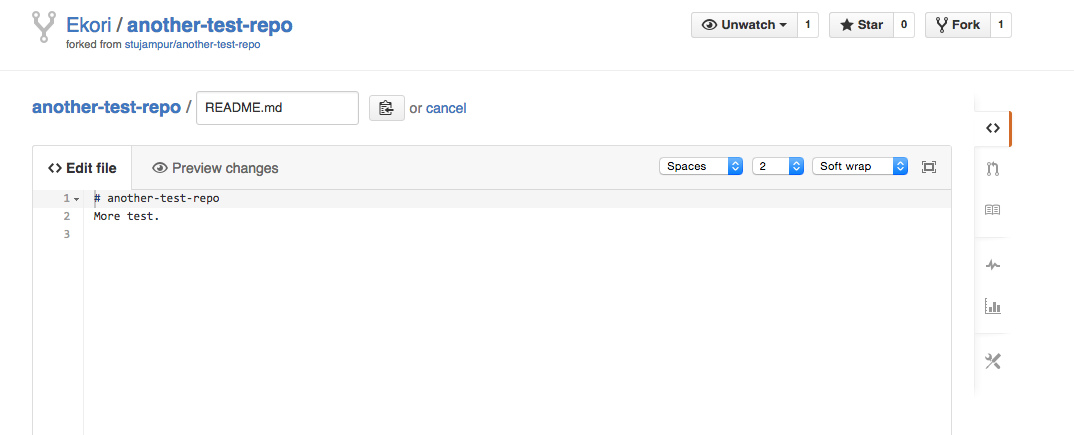 Ekori / another-test-repo
forked from stujampur/another-test-repo
Unwatch 1
Star 0
Fork 1
another-test-repo / README.md or cancel
<> Edit file
Preview changes
Spaces
2
Soft wrap
1 # another-test-repo
2 More test.
3